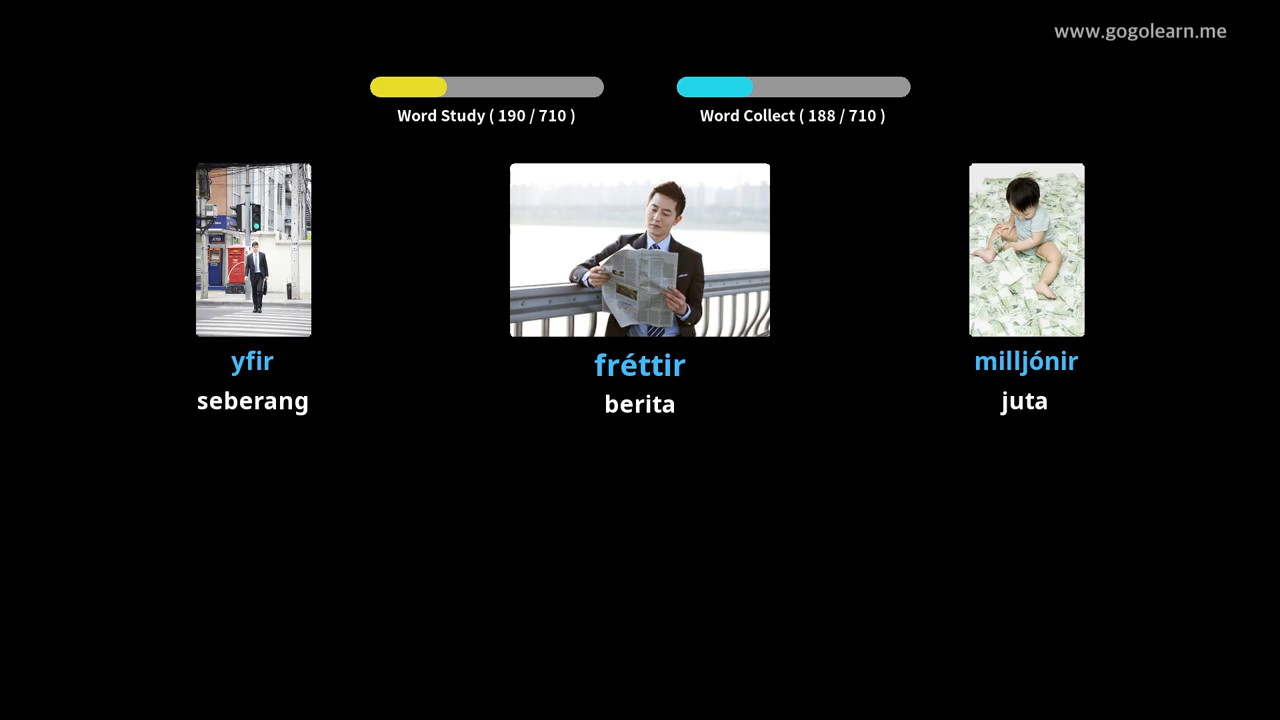 www.gogolearn.me
Word Study ( 190 / 710 )
Word Collect ( 188 / 710 )
yfir
fréttir
milljónir
seberang
berita
juta